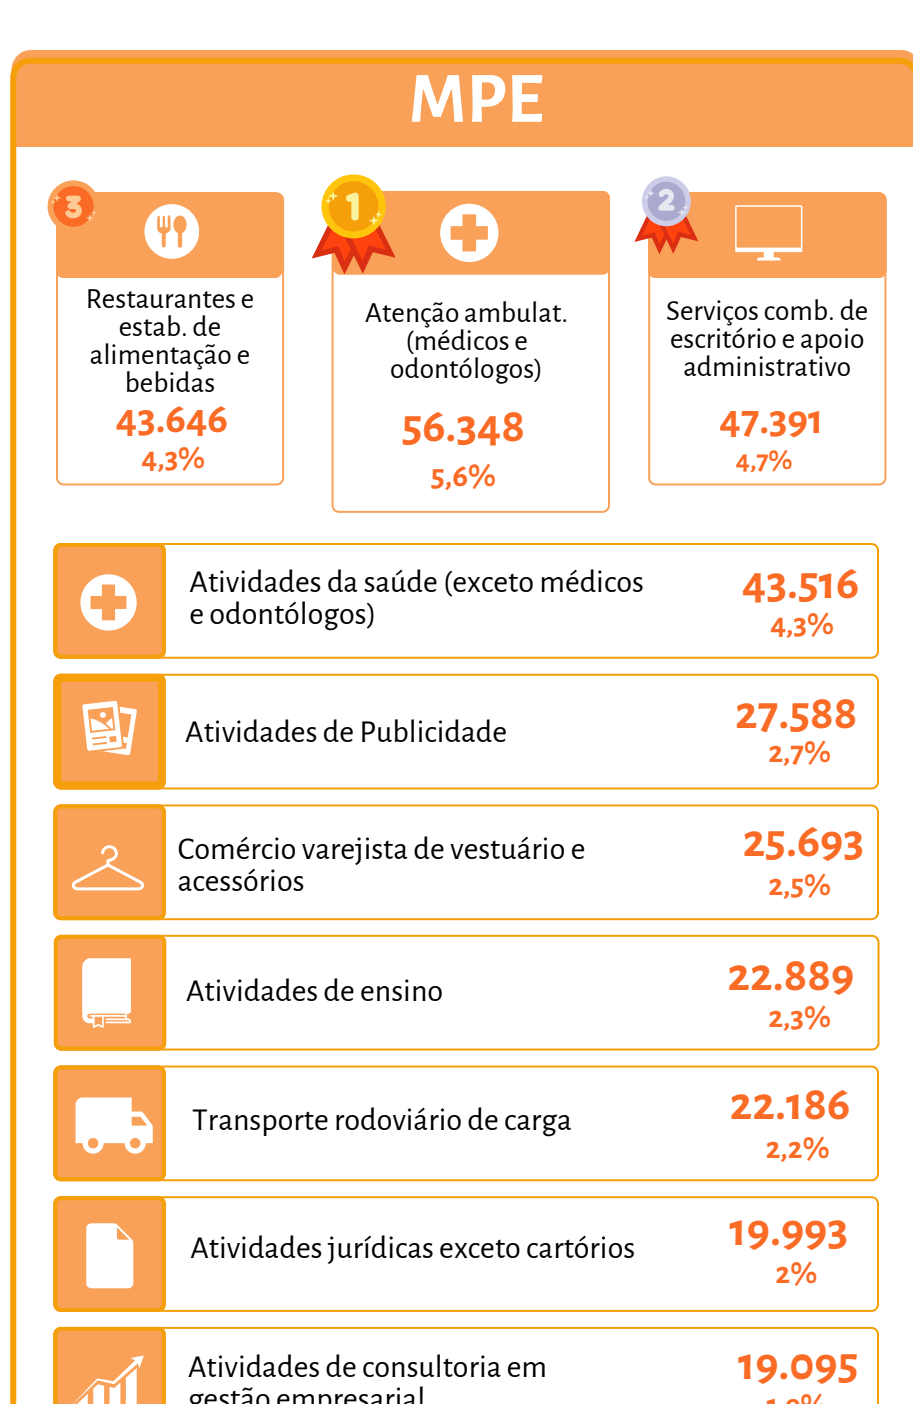 MPE
3
Restaurantes e
estab. de
alimentação e
bebidas
43.646
4,3%
1
Atenção ambulat.
(médicos e
odontólogos)
56.348
5,6%
2
Serviços comb. de
escritório e apoio
administrativo
47.391
4,7%
Atividades da saúde (exceto médicos
e odontólogos)
43.516
4,3%
Atividades de Publicidade
27.588
2,7%
Comércio varejista de vestuário e
acessórios
25.693
2,5%
Atividades de ensino
22.889
2,3%
Transporte rodoviário de carga
22.186
2,2%
Atividades jurídicas exceto cartórios
19.993
2%
Atividades de consultoria em
gestão empresarial
19.095